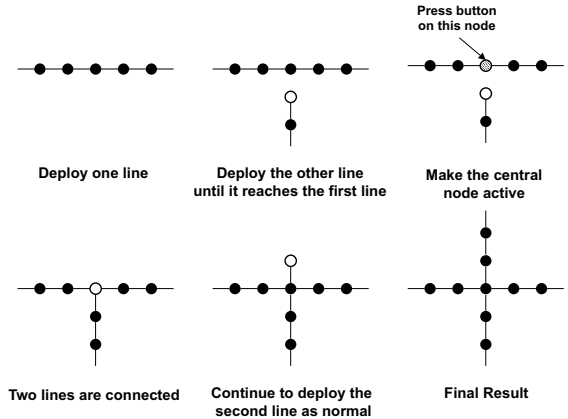 Press button
on this node
Deploy one line
Deploy the other line
until it reaches the first line
Make the central
node active
Two lines are connected
Continue to deploy the
second line as normal
Final Result